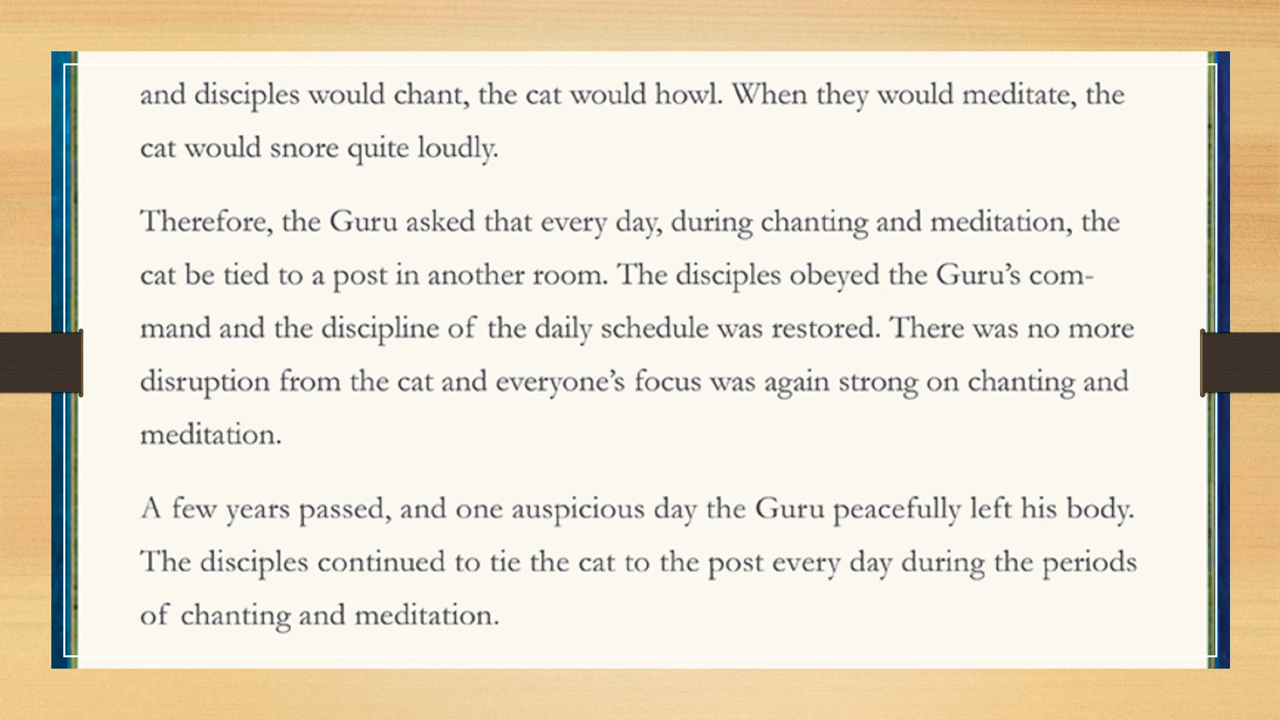 and disciples would chant, the cat would howl. When they would meditate, the
cat would snore quite loudly.
Therefore, the Guru asked that every day, during chanting and meditation, the
cat be tied to a post in another room. The disciples obeyed the Guru’s com-
mand and the discipline of the daily schedule was restored. There was no more
disruption from the cat and everyone’s focus was again strong on chanting and
meditation.
A few years passed, and one auspicious day the Guru peacefully left his body.
The disciples continued to tie the cat to the post every day during the periods
of chanting and meditation.